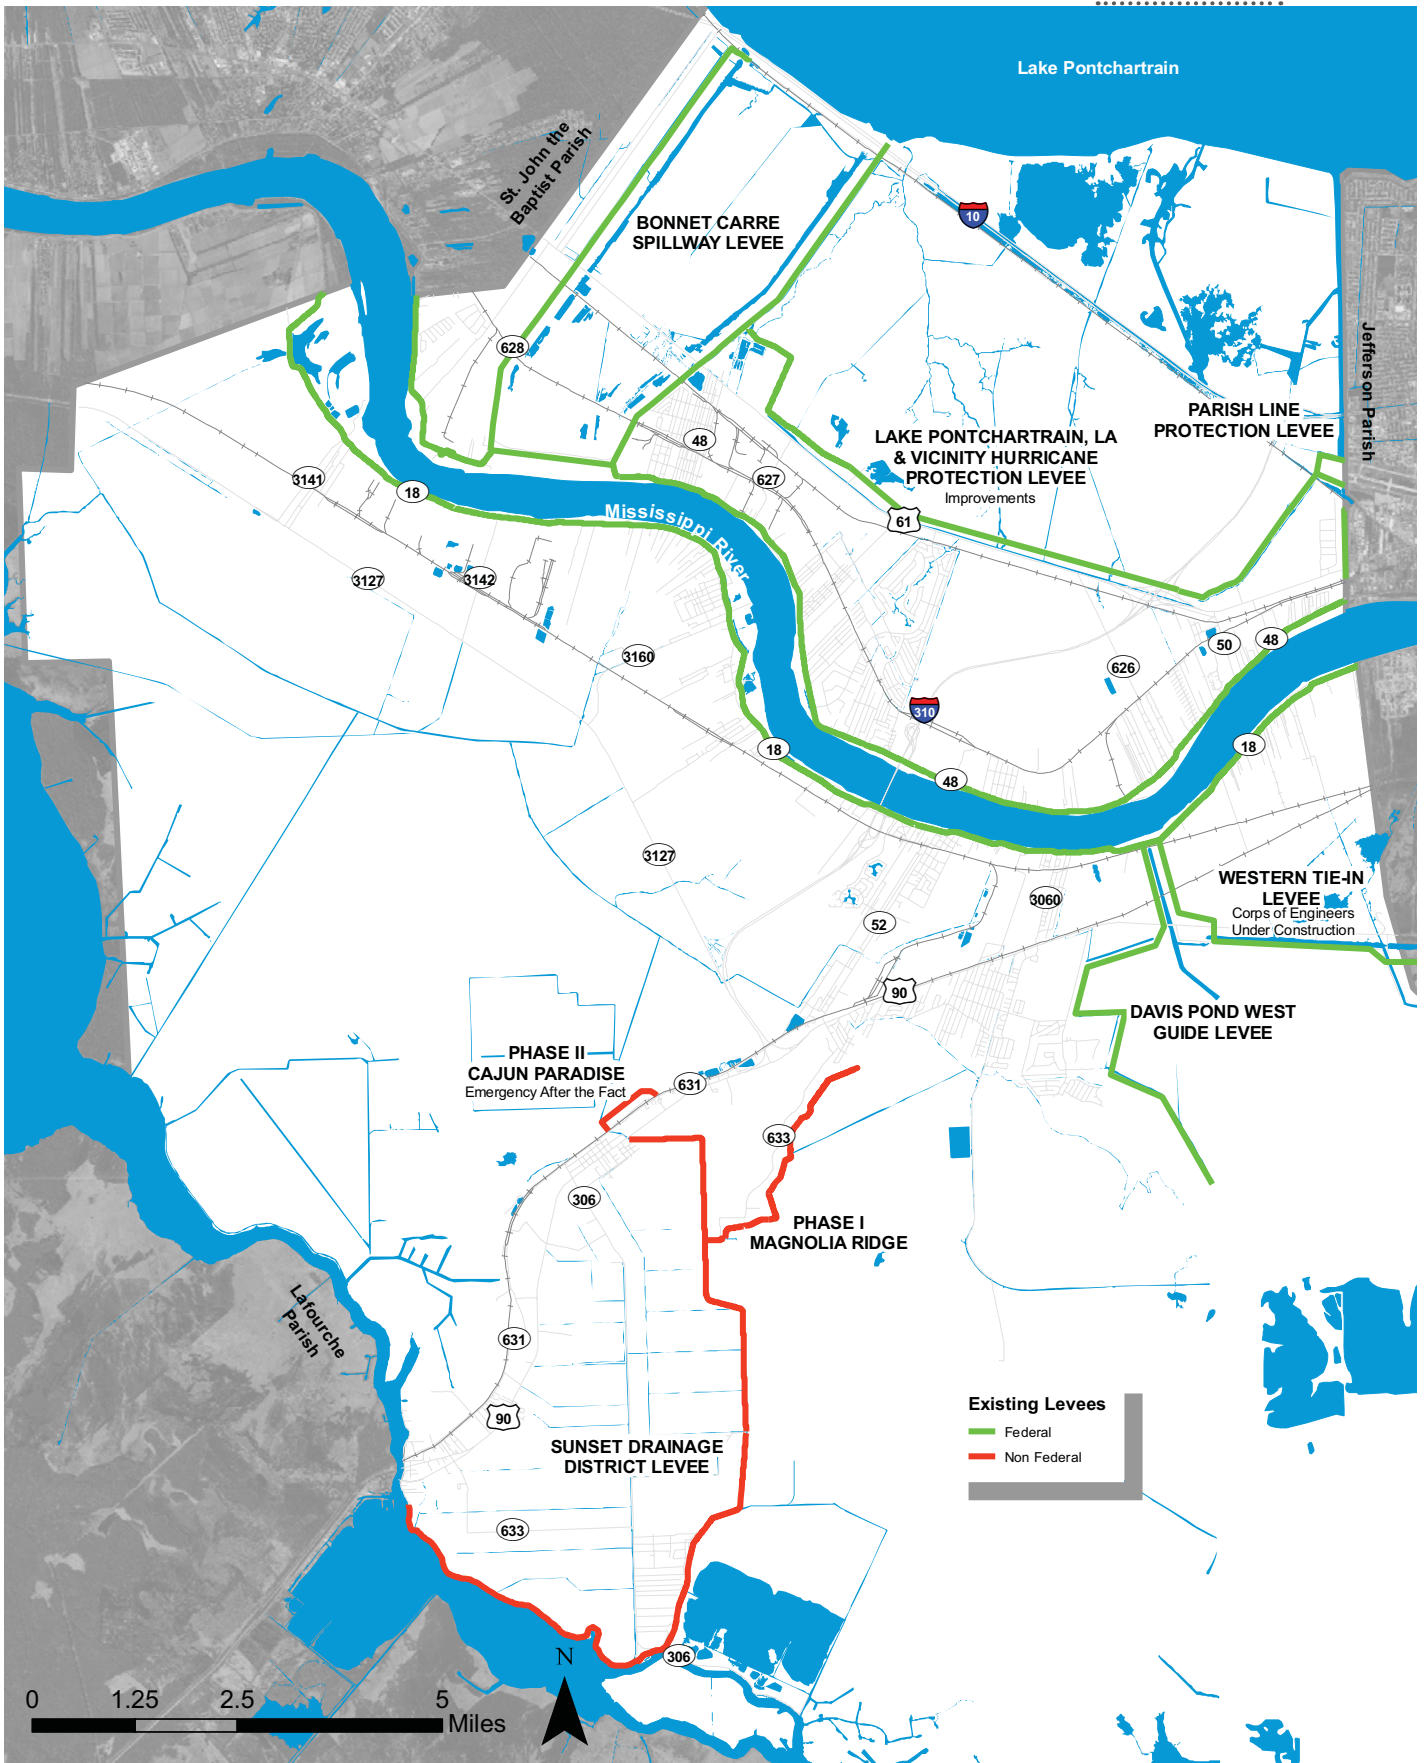 Lake Pontchartrain
St. John the
Baptist Parish
BONNET CARRE
SPILLWAY LEVEE
10
628
Jefferson Parish
PARISH LINE
PROTECTION LEVEE
48
LAKE PONTCHARTRAIN, LA
& VICINITY HURRICANE
PROTECTION LEVEE
Improvements
3141
18
627
Mississippi River
61
3127
3142
3160
50
48
626
310
18
18
48
3127
WESTERN TIE-IN
LEVEE
Corps of Engineers
Under Construction
3060
52
90
DAVIS POND WEST
GUIDE LEVEE
PHASE II
CAJUN PARADISE
Emergency After the Fact
631
633
306
PHASE I
MAGNOLIA RIDGE
Lafourche
Parish
631
90
Existing Levees
Federal
Non Federal
SUNSET DRAINAGE
DISTRICT LEVEE
633
306
N
0 1.25 2.5 5
Miles